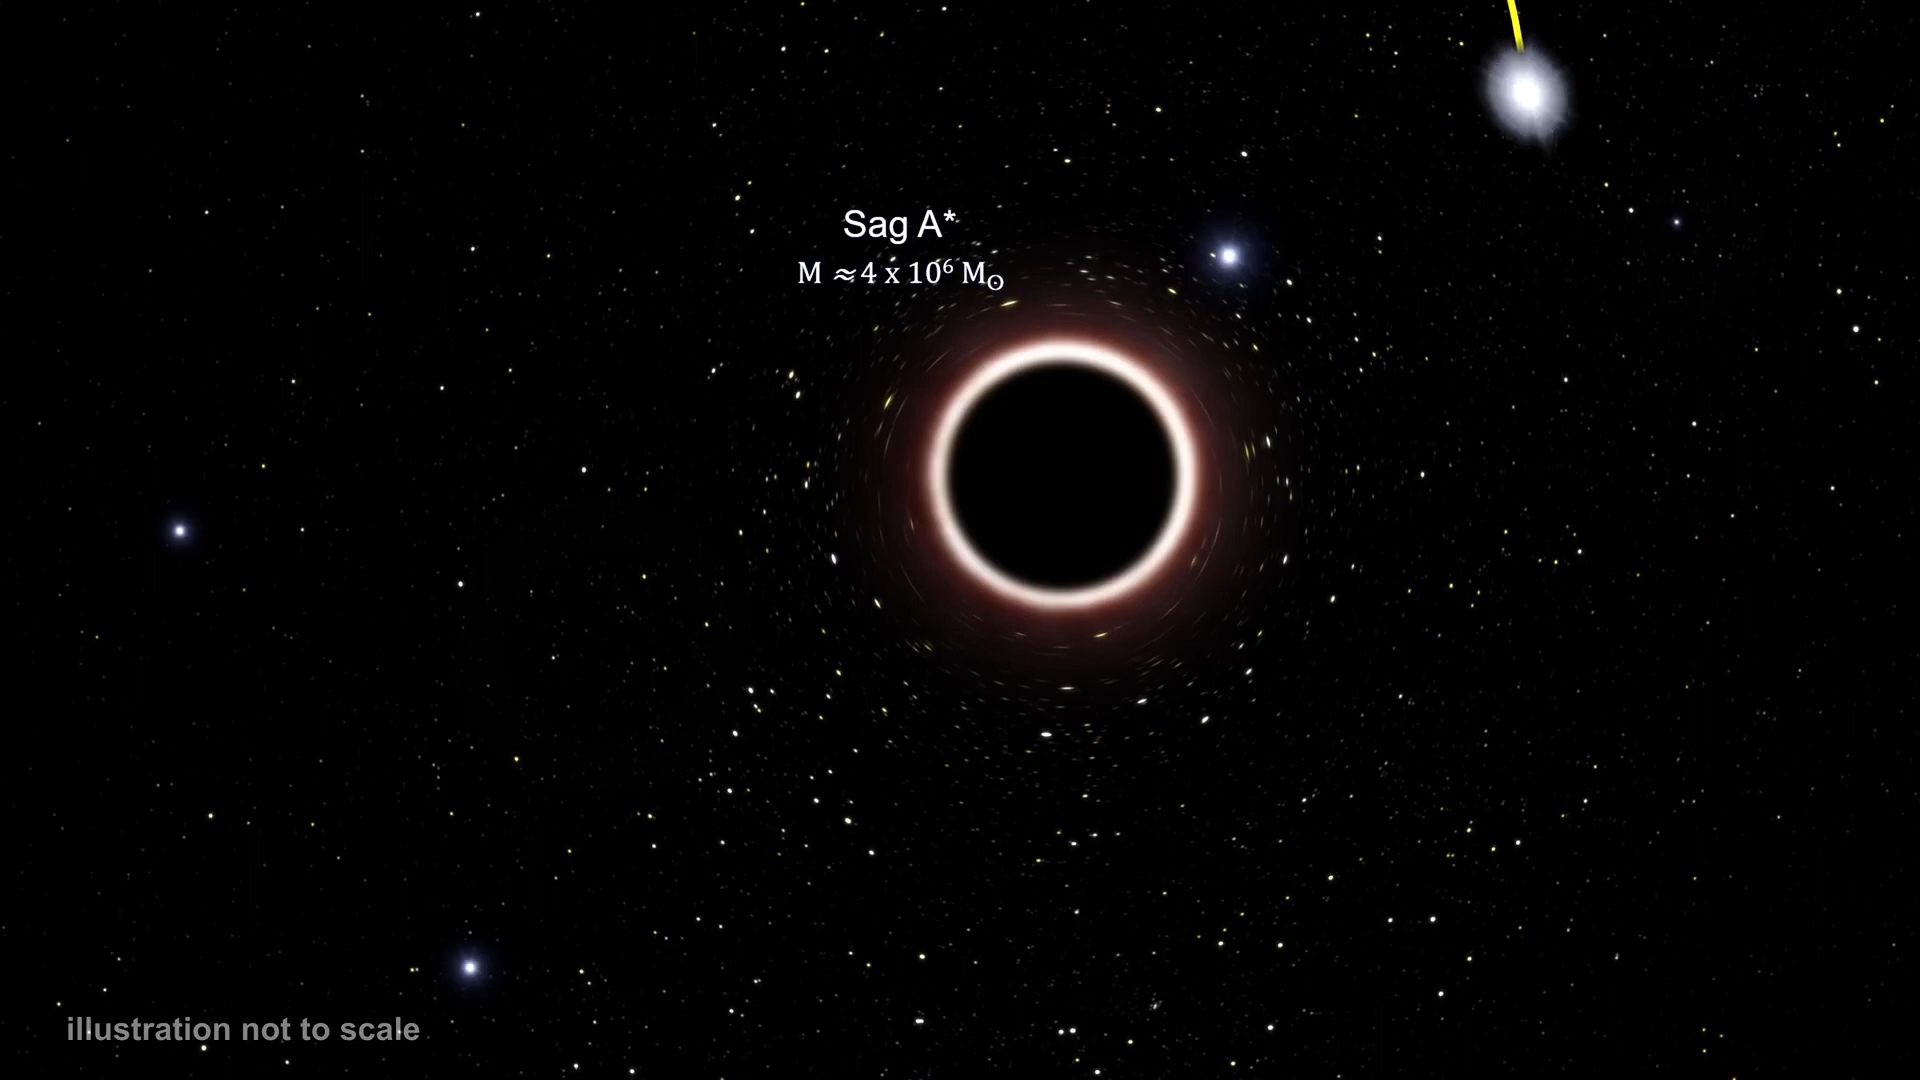 Sag A*
M ≈4 x 10⁶ M☉
illustration not to scale